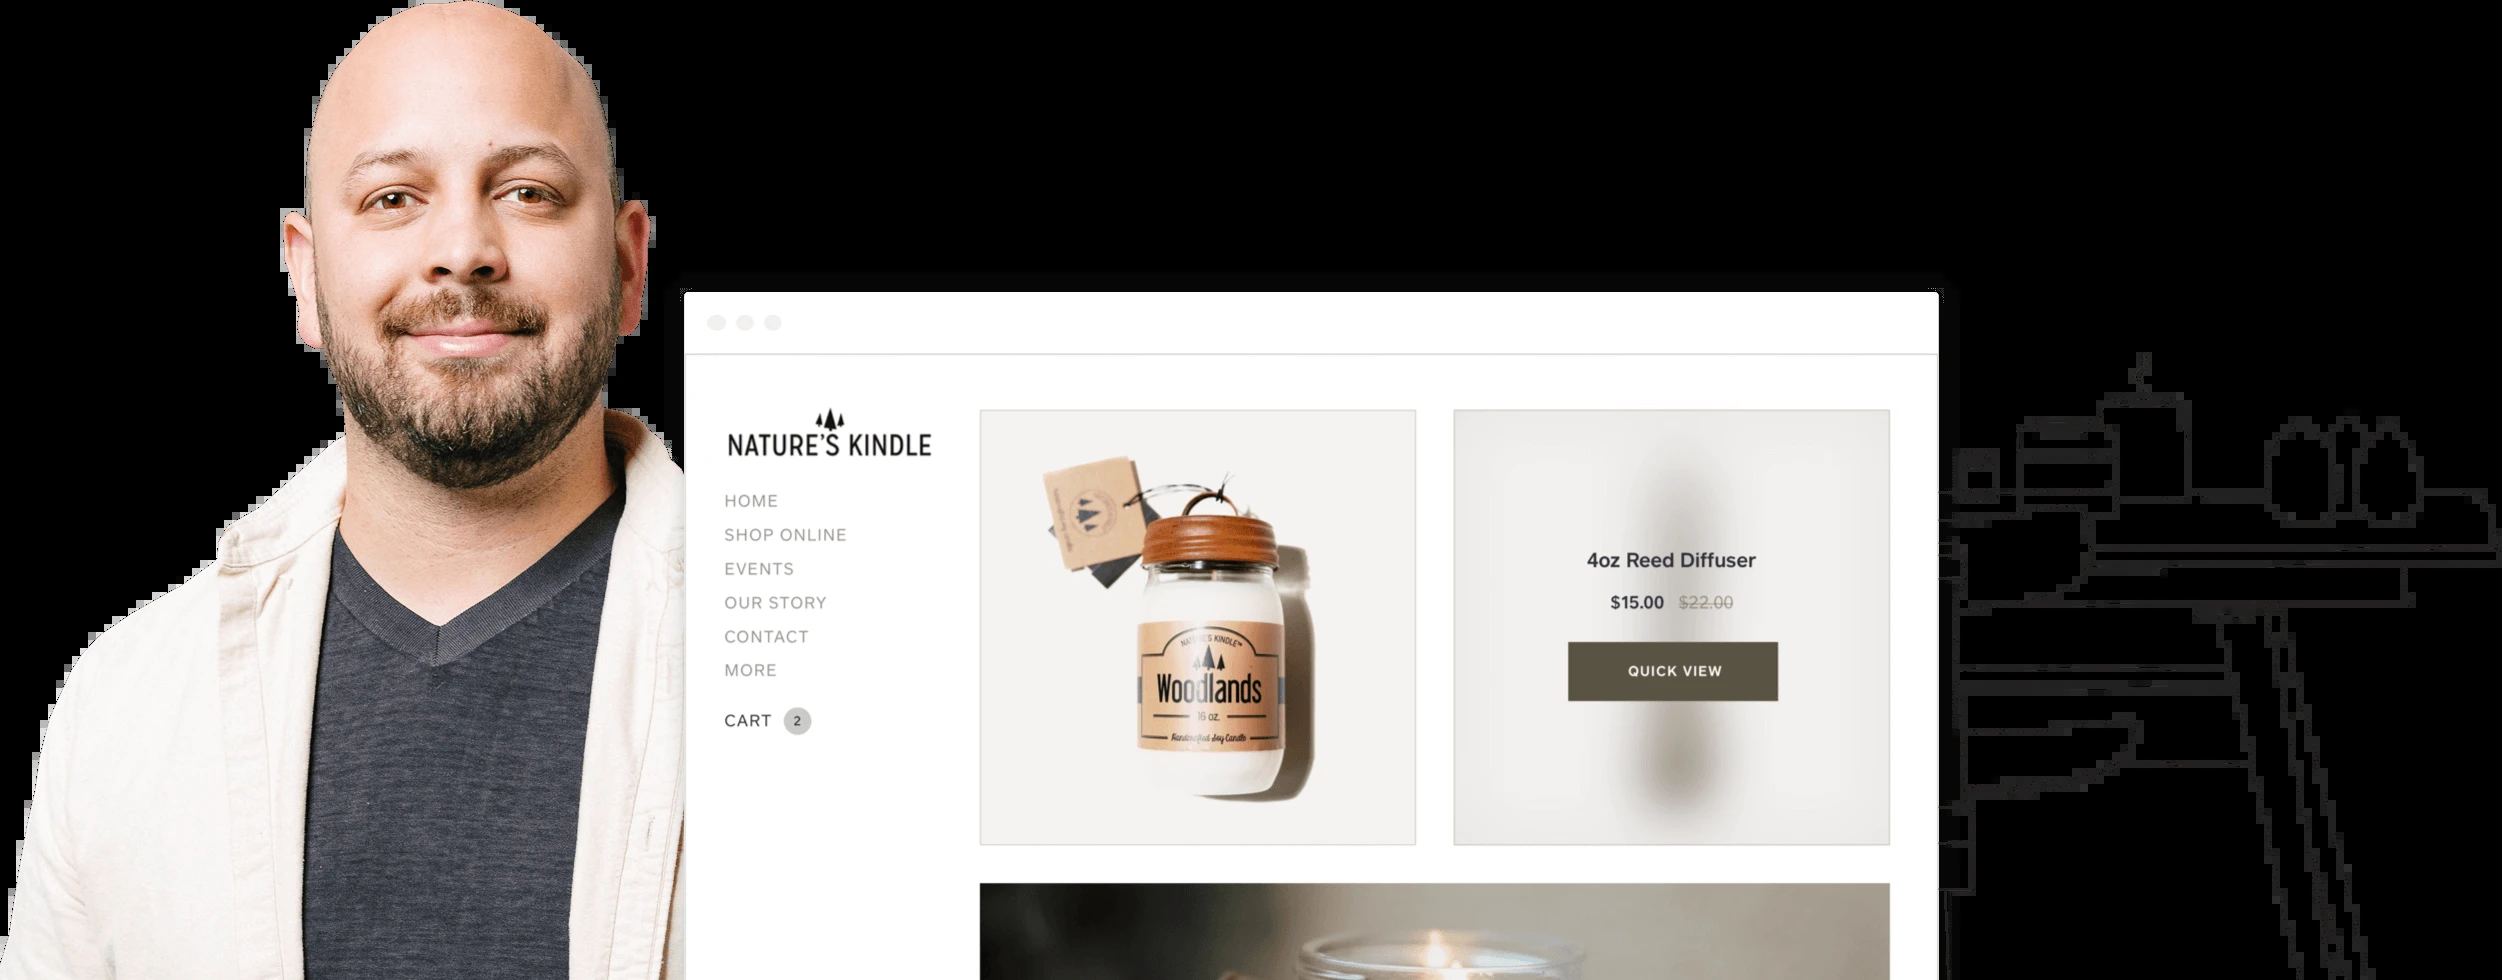 NATURE'S KINDLE
HOME
SHOP ONLINE
EVENTS
OUR STORY
CONTACT
MORE
CART 2
NATURE'S KINDLE™
Woodlands
16 oz.
Handcrafted Soy Candle
4oz Reed Diffuser
$15.00 $22.00
QUICK VIEW